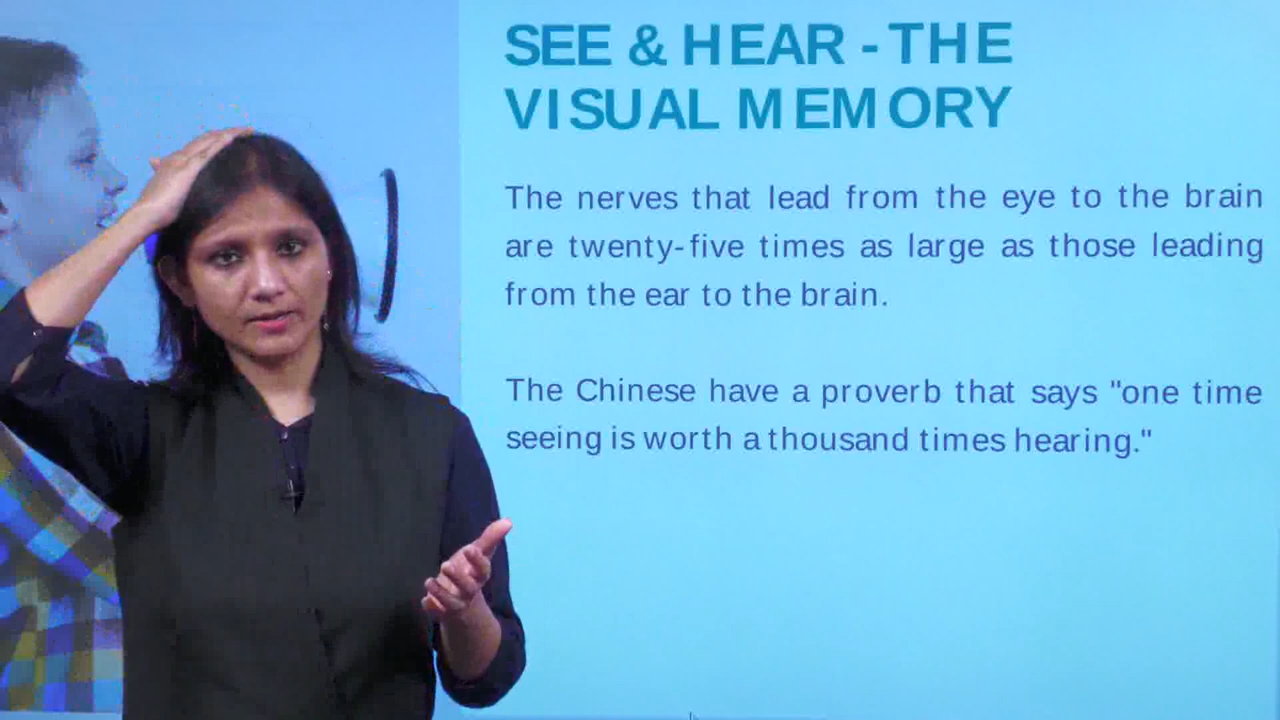 SEE & HEAR - THE
VISUAL MEMORY
The nerves that lead from the eye to the brain
are twenty-five times as large as those leading
from the ear to the brain.
The Chinese have a proverb that says "one time
seeing is worth a thousand times hearing."